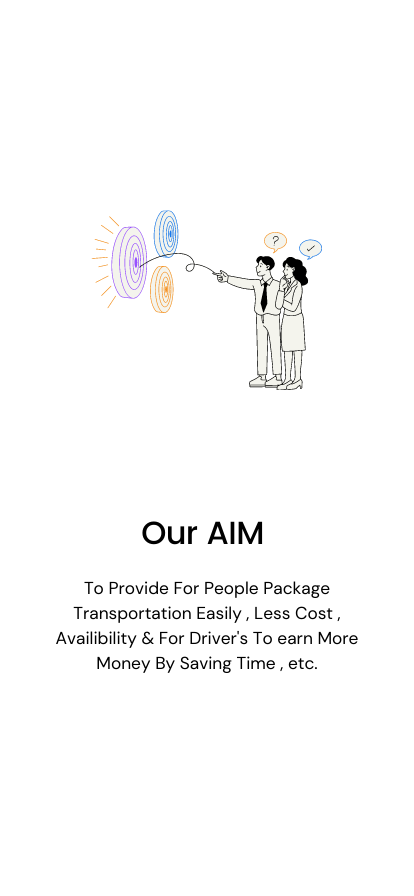 ?
Our AIM
To Provide For People Package
Transportation Easily , Less Cost ,
Availibility & For Driver's To earn More
Money By Saving Time , etc.